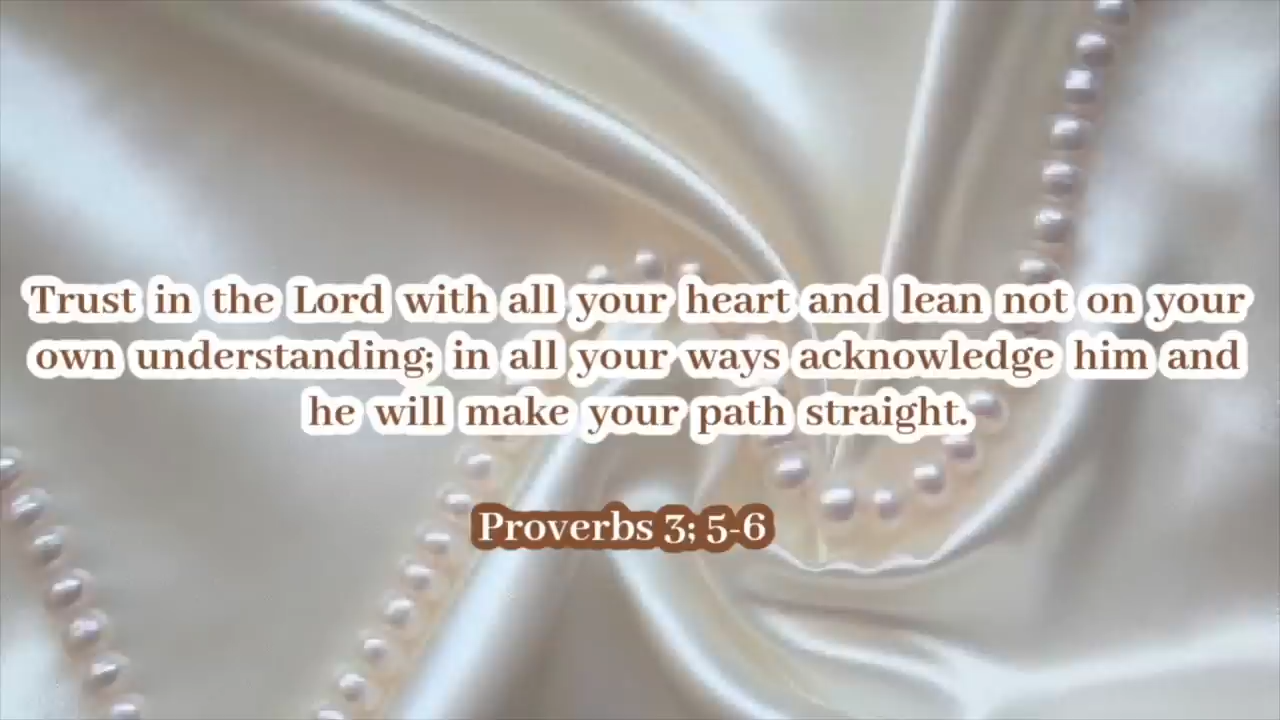 Trust in the Lord with all your heart and lean not on your
own understanding; in all your ways acknowledge him and
he will make your path straight.
Proverbs 3; 5-6